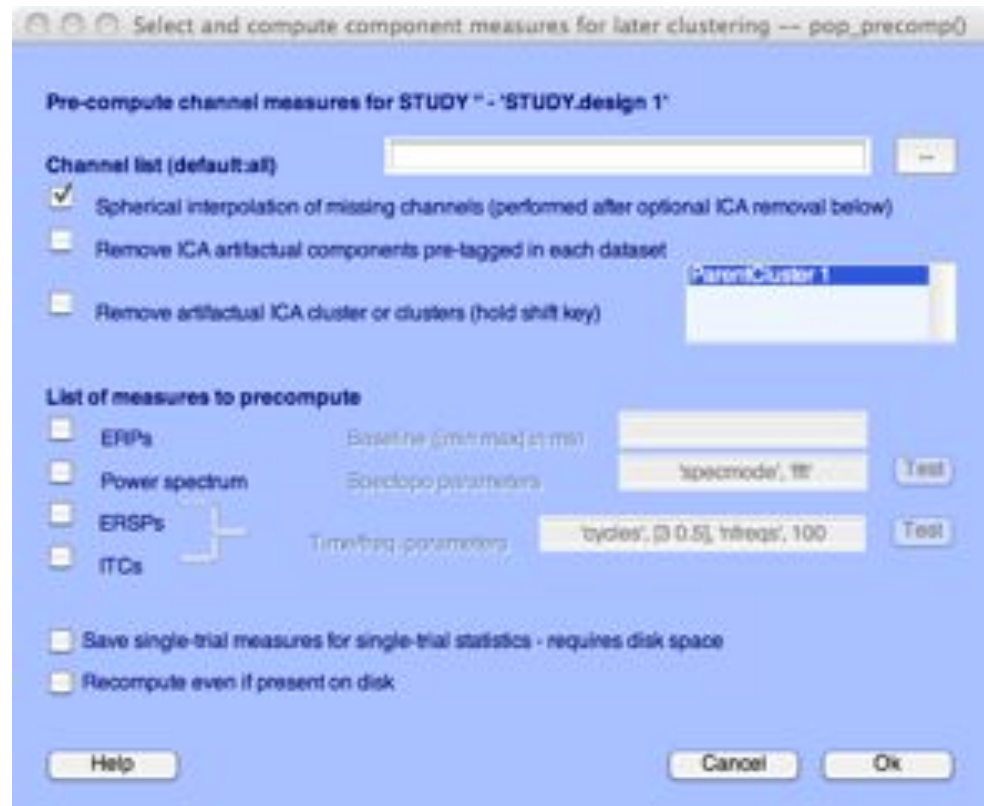 Select and compute component measures for later clustering -- pop_precomp()
Pre-compute channel measures for STUDY '' - 'STUDY.design 1'
Channel list (default:all) ...
Spherical interpolation of missing channels (performed after optional ICA removal below)
Remove ICA artifactual components pre-tagged in each dataset
ParentCluster 1
Remove artifactual ICA cluster or clusters (hold shift key)
List of measures to precompute
ERPs Baseline ([min max] in ms)
Power spectrum Spectopo parameters 'specmode', 'fft' Test
ERSPs
Time/freq. parameters 'cycles', [3 0.5], 'nfreqs', 100 Test
ITCs
Save single-trial measures for single-trial statistics - requires disk space
Recompute even if present on disk
Help Cancel Ok